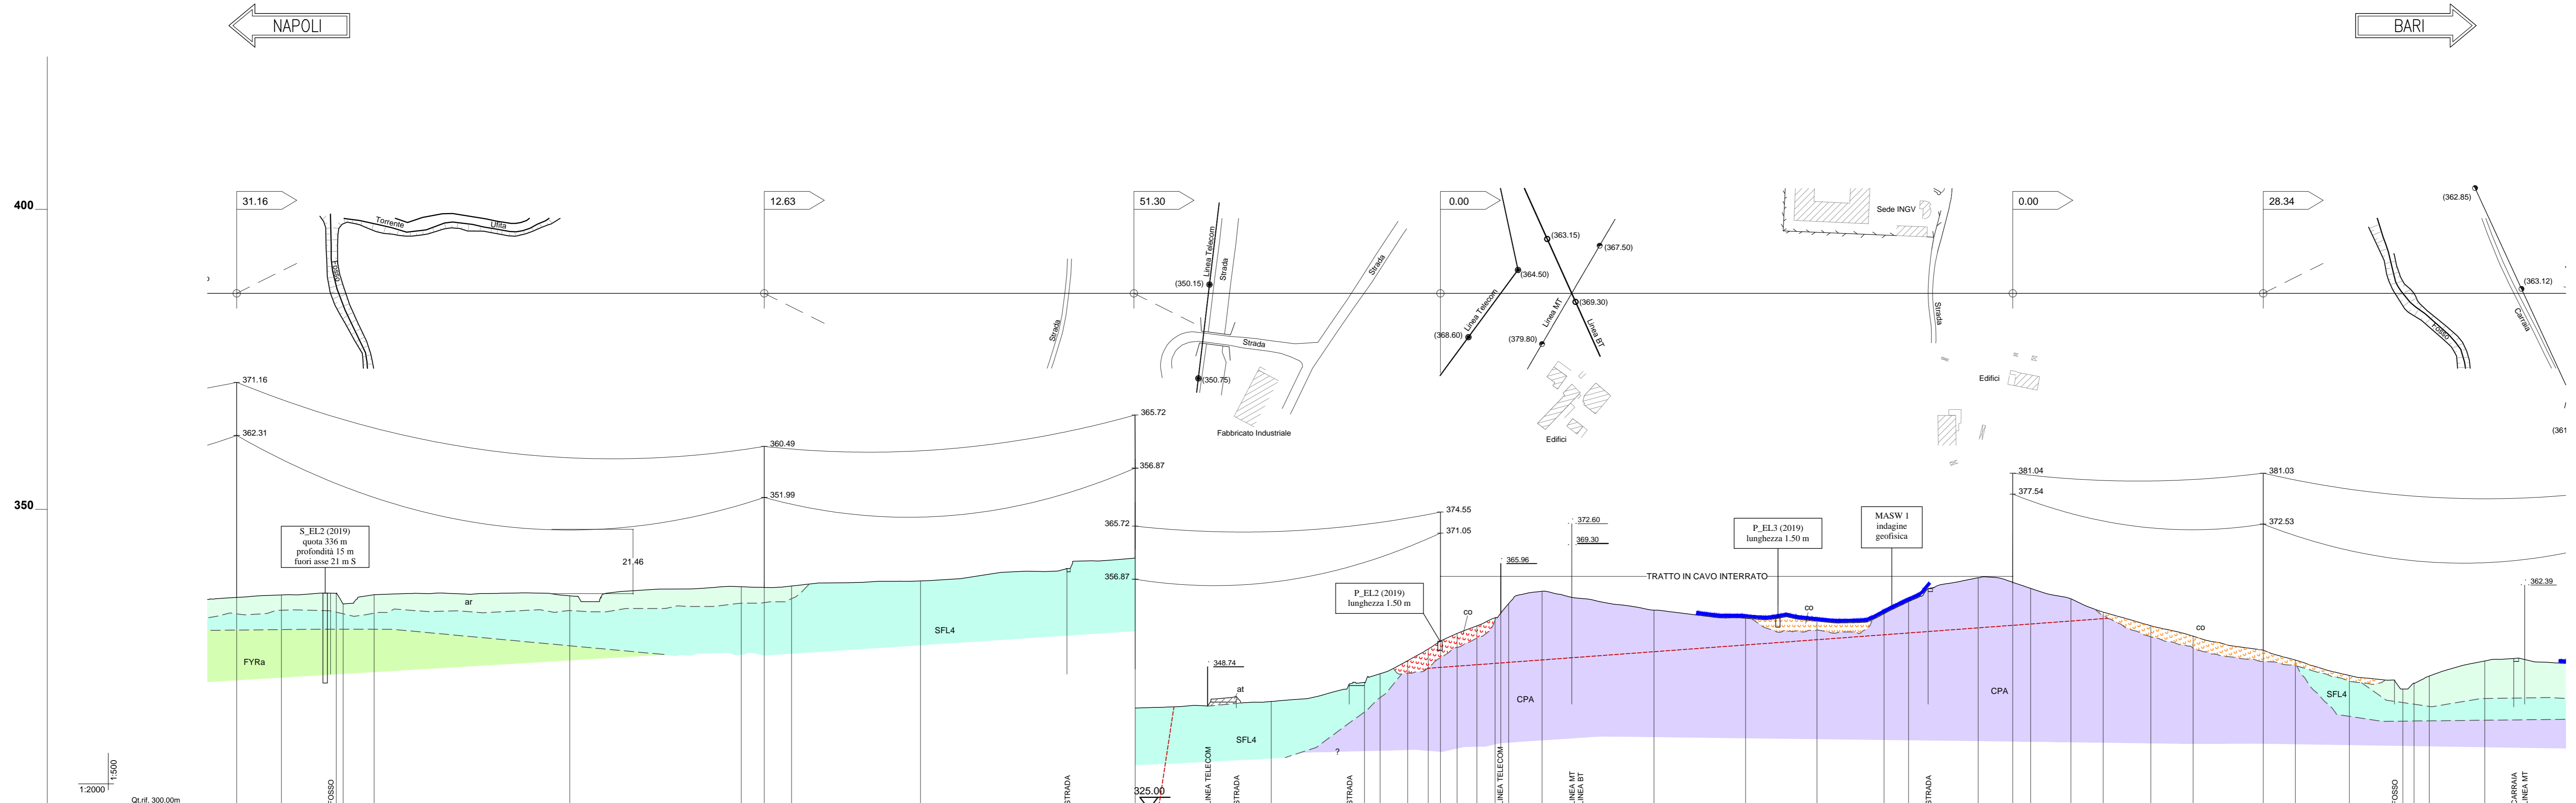 NAPOLI
BARI
400
350
31.16
12.63
51.30
0.00
0.00
28.34
Torrente
Ufita
Fosso
Strada
Linea Telecom
Strada
(350.15)
(350.75)
Strada
Strada
Fabbricato Industriale
Linea Telecom
(364.50)
(368.60)
(363.15)
(367.50)
(369.30)
(379.80)
Linea MT
Linea BT
Edifici
Sede INGV
Strada
Edifici
Fosso
(362.85)
(363.12)
Carraia
(361
371.16
362.31
360.49
351.99
365.72
356.87
365.72
356.87
374.55
371.05
372.60
369.30
365.96
381.04
377.54
381.03
372.53
362.39
348.74
21.46
S_EL2 (2019)
quota 336 m
profondità 15 m
fuori asse 21 m S
P_EL2 (2019)
lunghezza 1.50 m
P_EL3 (2019)
lunghezza 1.50 m
MASW 1
indagine
geofisica
TRATTO IN CAVO INTERRATO
ar
SFL4
FYRa
at
SFL4
co
co
co
CPA
CPA
SFL4
?
FOSSO
STRADA
LINEA TELECOM
STRADA
STRADA
LINEA TELECOM
LINEA MT
LINEA BT
STRADA
FOSSO
CARRAIA
LINEA MT
325.00
1:500
1:2000
Qt.rif. 300.00m